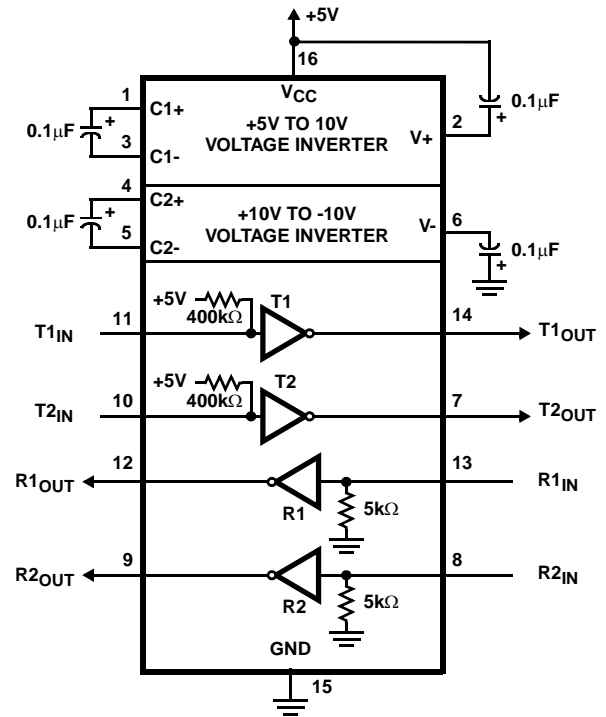 +5V
16
VCC
1
C1+
0.1μF
+
3
C1-
+5V TO 10V
VOLTAGE INVERTER
2
V+
0.1μF
+
4
C2+
0.1μF
+
5
C2-
+10V TO -10V
VOLTAGE INVERTER
V-
6
0.1μF
+
+5V
400kΩ
T1
T1IN
11
14
T1OUT
+5V
400kΩ
T2
T2IN
10
7
T2OUT
R1OUT
12
R1
13
R1IN
5kΩ
R2OUT
9
R2
8
R2IN
5kΩ
GND
15